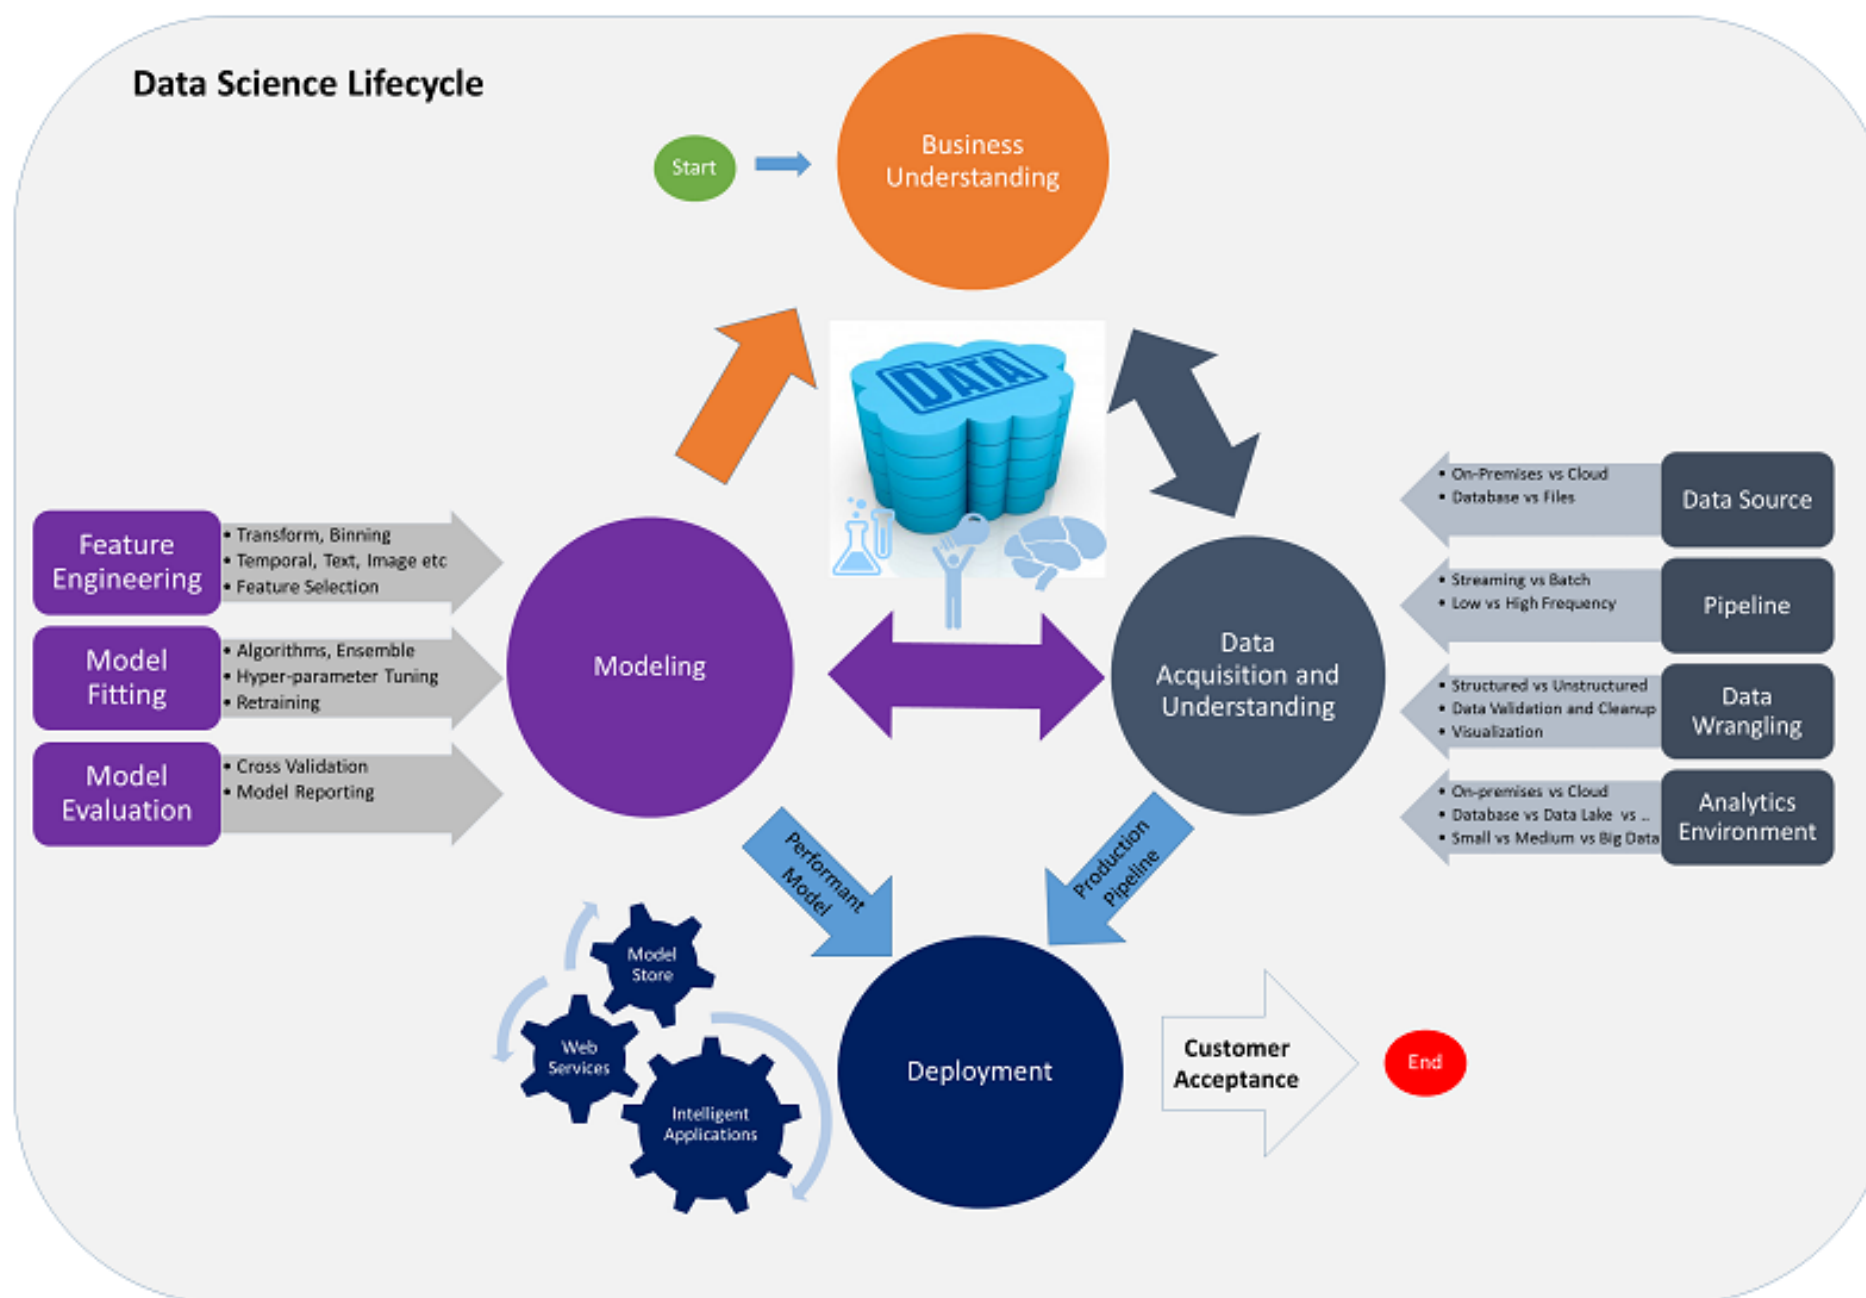 Data Science Lifecycle
Start
Business
Understanding
DATA
Feature
Engineering
• Transform, Binning
• Temporal, Text, Image etc
• Feature Selection
Model
Fitting
• Algorithms, Ensemble
• Hyper-parameter Tuning
• Retraining
Model
Evaluation
• Cross Validation
• Model Reporting
Modeling
Data
Acquisition and
Understanding
• On-Premises vs Cloud
• Database vs Files
Data Source
• Streaming vs Batch
• Low vs High Frequency
Pipeline
• Structured vs Unstructured
• Data Validation and Cleanup
• Visualization
Data
Wrangling
• On-premises vs Cloud
• Database vs Data Lake vs ..
• Small vs Medium vs Big Data
Analytics
Environment
Performant
Model
Production
Pipeline
Model
Store
Web
Services
Intelligent
Applications
Deployment
Customer
Acceptance
End